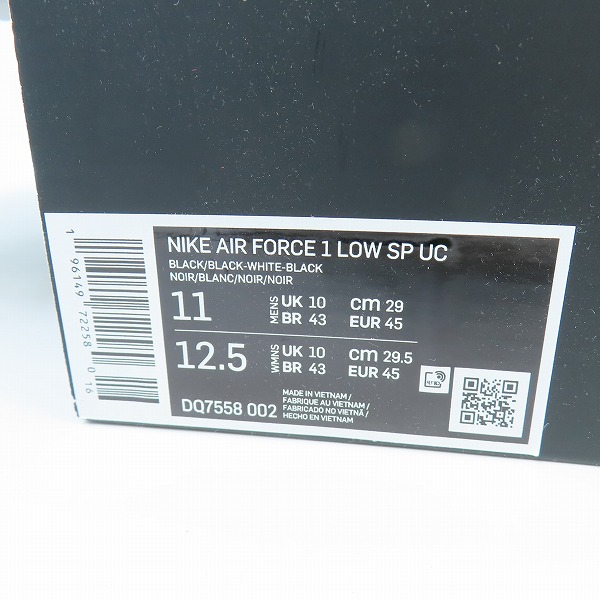 NIKE AIR FORCE 1 LOW SP UC
BLACK/BLACK-WHITE-BLACK
NOIR/BLANC/NOIR/NOIR
11 MENS UK 10 CM 29
BR 43 EUR 45
12.5 WMNS UK 10 CM 29.5
BR 43 EUR 45
DQ7558 002
MADE IN VIETNAM /
FABRIQUE AU VIETNAM /
FABRICADO NO VIETNÃ /
HECHO EN VIETNAM
1 96149 72258 016